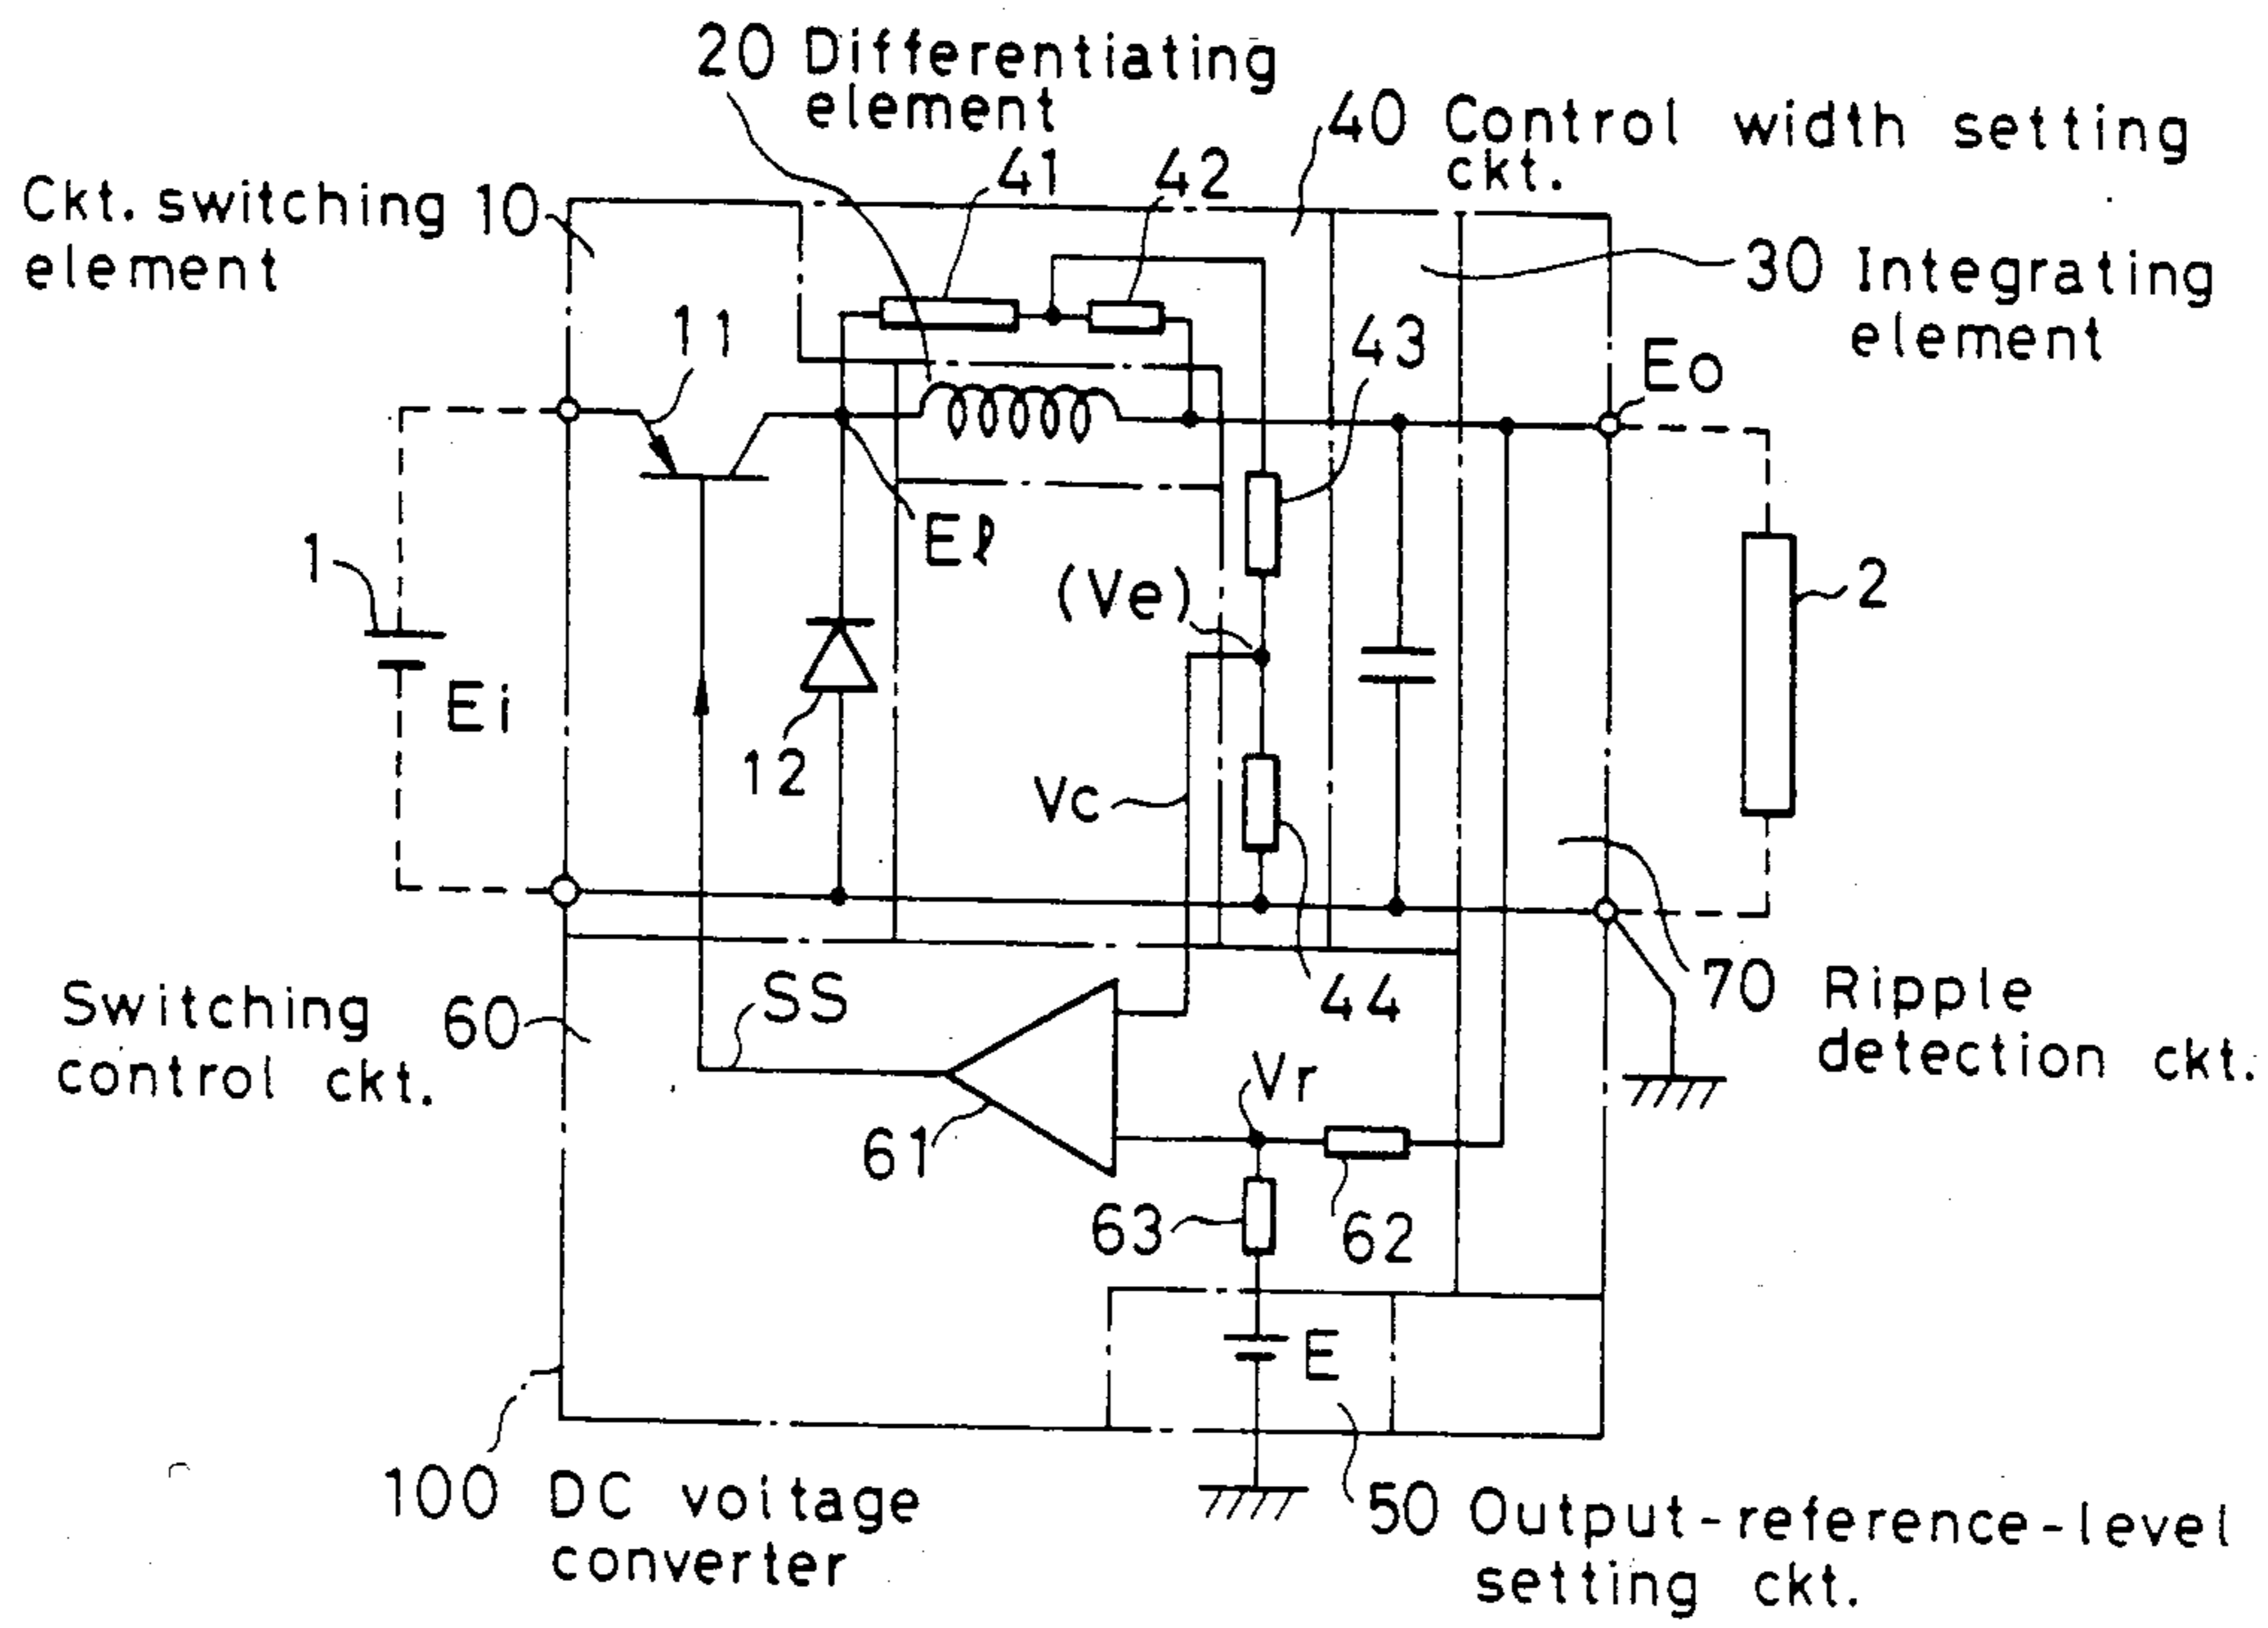 20 Differentiating
element
40 Control width setting
ckt.
41
42
Ckt. switching 10
element
30 Integrating
element
11
43
Eo
El
1
(Ve)
2
Ei
12
Vc
Switching
control ckt.
60
SS
44
70 Ripple
detection ckt.
Vr
61
63
62
E
100 DC voitage
converter
50 Output-reference-level
setting ckt.